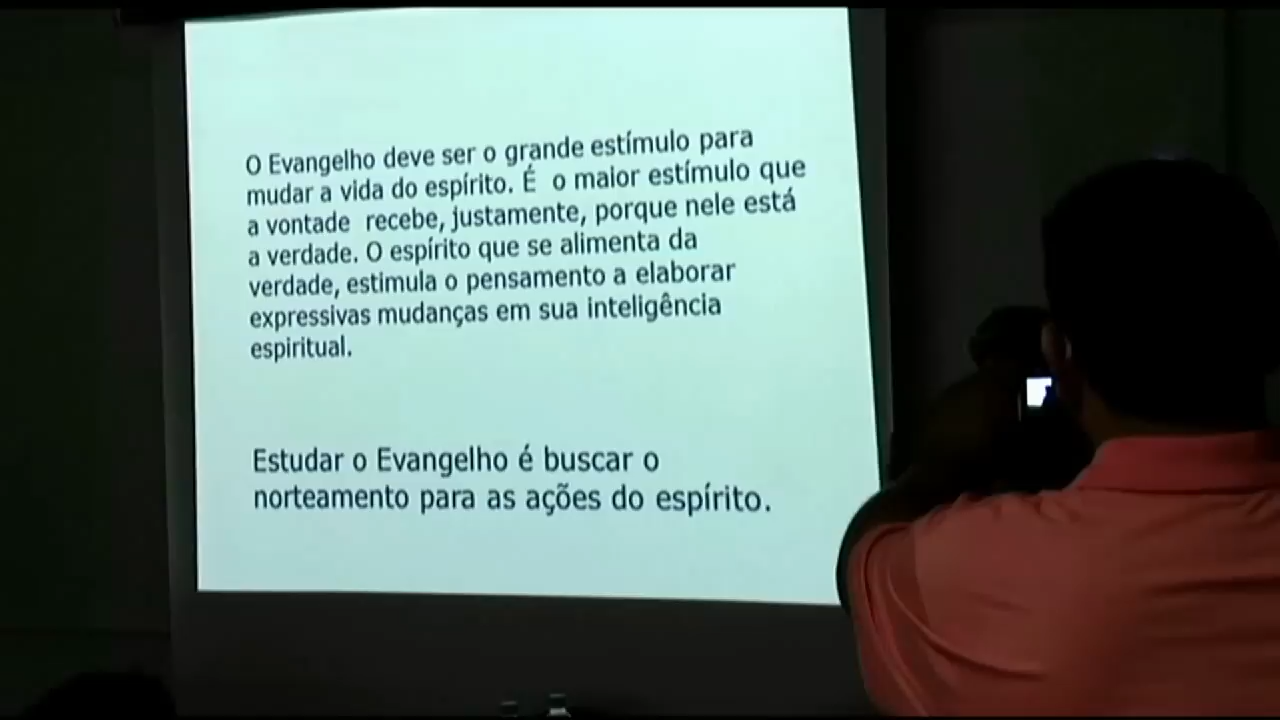 O Evangelho deve ser o grande estímulo para
mudar a vida do espírito. É o maior estímulo que
a vontade recebe, justamente, porque nele está
a verdade. O espírito que se alimenta da
verdade, estimula o pensamento a elaborar
expressivas mudanças em sua inteligência
espiritual.
Estudar o Evangelho é buscar o
norteamento para as ações do espírito.